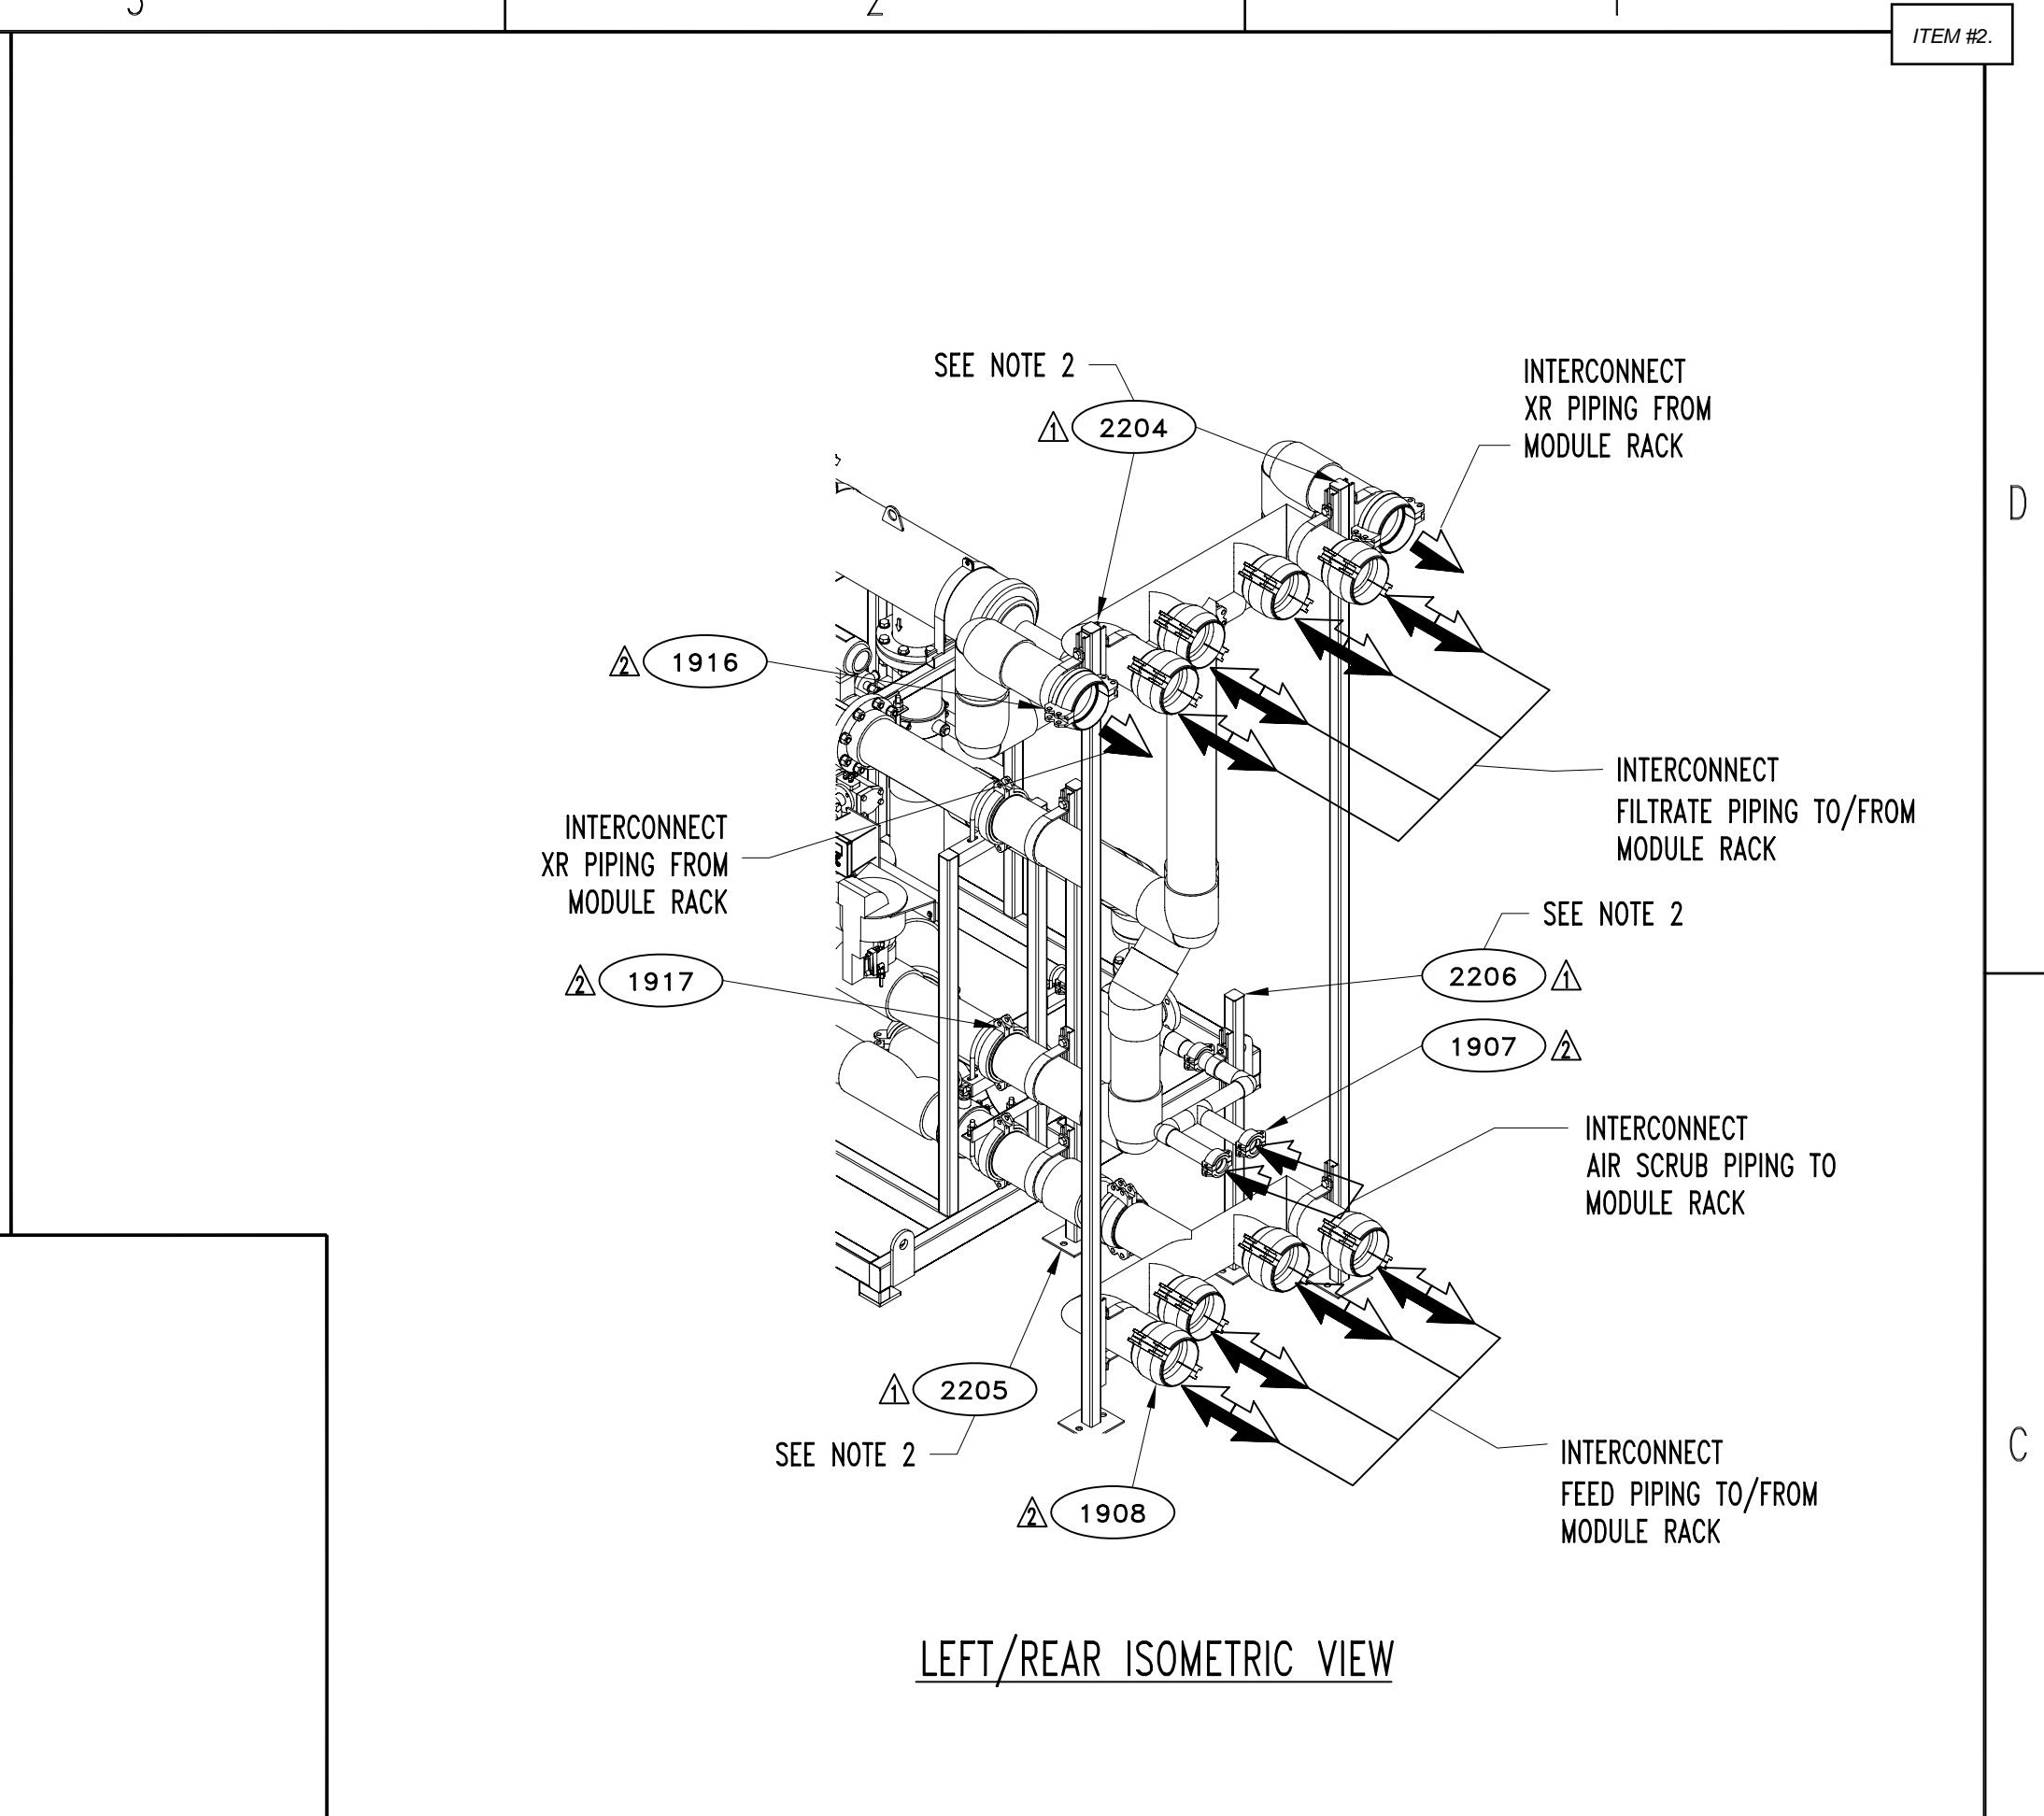 2
1
ITEM #2.
SEE NOTE 2
1 2204
INTERCONNECT
XR PIPING FROM
MODULE RACK
D
2 1916
INTERCONNECT
FILTRATE PIPING TO/FROM
MODULE RACK
INTERCONNECT
XR PIPING FROM
MODULE RACK
SEE NOTE 2
2206 1
2 1917
1907 2
INTERCONNECT
AIR SCRUB PIPING TO
MODULE RACK
1 2205
SEE NOTE 2
C
INTERCONNECT
FEED PIPING TO/FROM
MODULE RACK
2 1908
LEFT/REAR ISOMETRIC VIEW